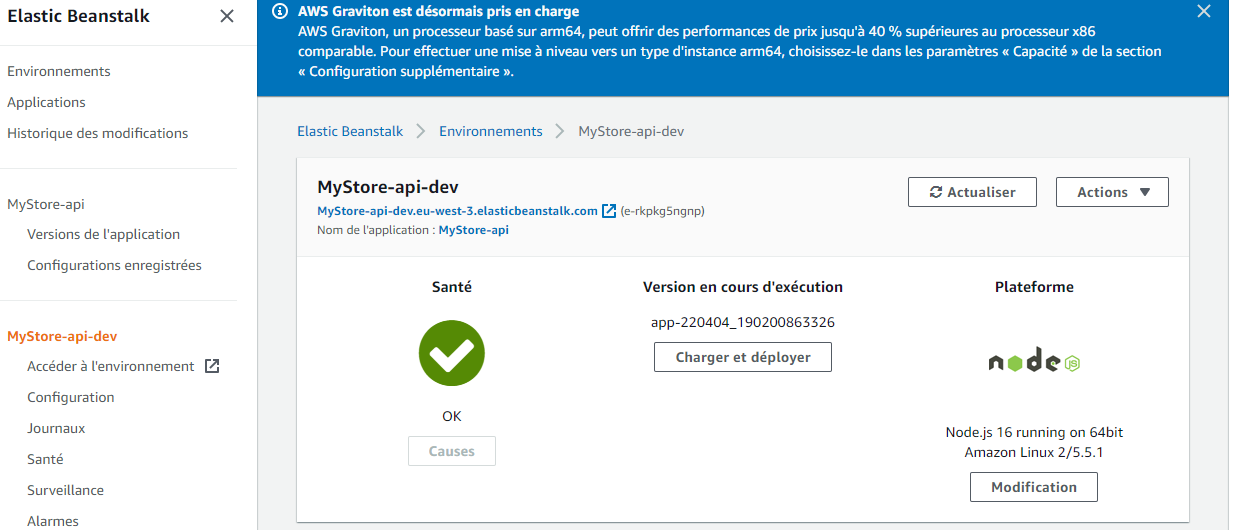 Elastic Beanstalk
Environnements
Applications
Historique des modifications
MyStore-api
Versions de l'application
Configurations enregistrées
MyStore-api-dev
Accéder à l'environnement
Configuration
Journaux
Santé
Surveillance
Alarmes
AWS Graviton est désormais pris en charge
AWS Graviton, un processeur basé sur arm64, peut offrir des performances de prix jusqu'à 40 % supérieures au processeur x86
comparable. Pour effectuer une mise à niveau vers un type d'instance arm64, choisissez-le dans les paramètres « Capacité » de la section
« Configuration supplémentaire ».
Elastic Beanstalk > Environnements > MyStore-api-dev
MyStore-api-dev
MyStore-api-dev.eu-west-3.elasticbeanstalk.com (e-rkpkg5ngnp)
Nom de l'application : MyStore-api
Actualiser
Actions
Santé
OK
Causes
Version en cours d'exécution
app-220404_190200863326
Charger et déployer
Plateforme
node JS
Node.js 16 running on 64bit
Amazon Linux 2/5.5.1
Modification